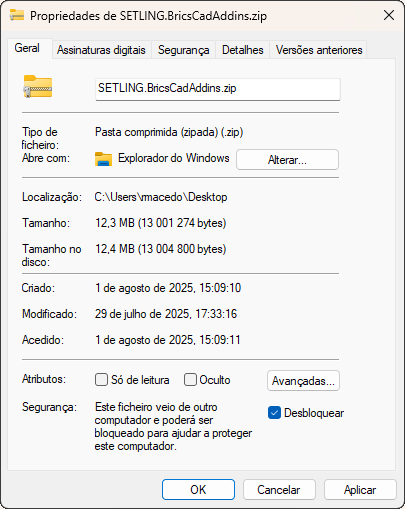 Propriedades de SETLING.BricsCadAddins.zip
Geral Assinaturas digitais Segurança Detalhes Versões anteriores
SETLING.BricsCadAddins.zip
Tipo de ficheiro: Pasta comprimida (zipada) (.zip)
Abre com: Explorador do Windows Alterar...
Localização: C:\Users\rmacedo\Desktop
Tamanho: 12,3 MB (13 001 274 bytes)
Tamanho no disco: 12,4 MB (13 004 800 bytes)
Criado: 1 de agosto de 2025, 15:09:10
Modificado: 29 de julho de 2025, 17:33:16
Acedido: 1 de agosto de 2025, 15:09:11
Atributos: Só de leitura Oculto Avançadas...
Segurança: Este ficheiro veio de outro
computador e poderá ser
bloqueado para ajudar a proteger
este computador.
Desbloquear
OK Cancelar Aplicar